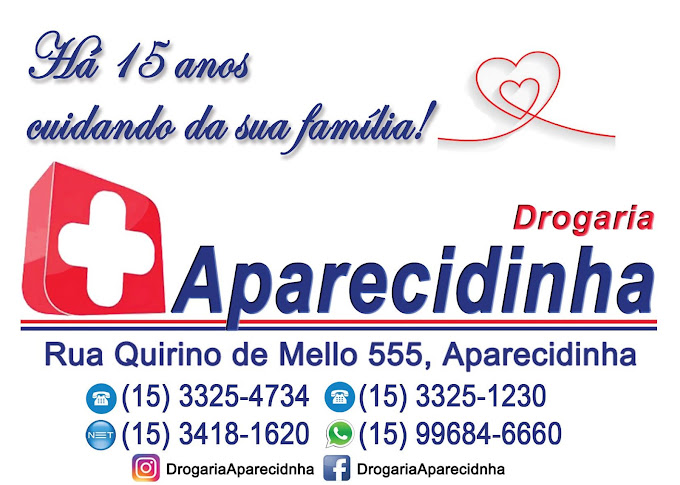 Há 15 anos
cuidando da sua família!
Drogaria
Aparecidinha
Rua Quirino de Mello 555, Aparecidinha
(15) 3325-4734 (15) 3325-1230
NET (15) 3418-1620 (15) 99684-6660
DrogariaAparecidnha DrogariaAparecidnha